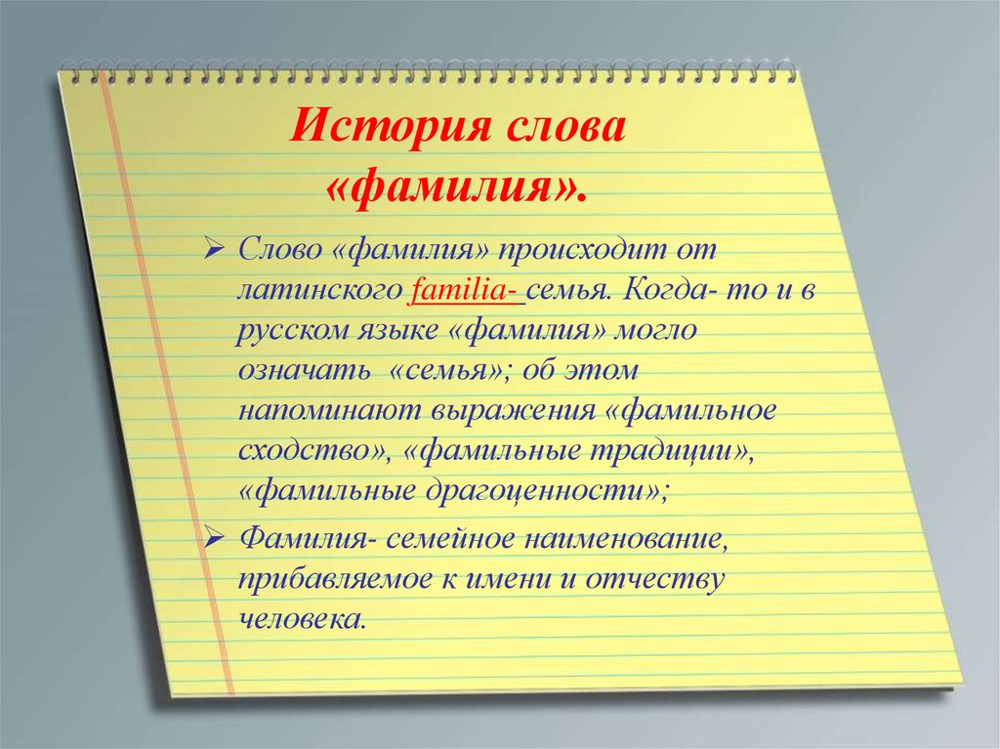 История слова
«фамилия».
➢ Слово «фамилия» происходит от
латинского familia- семья. Когда- то и в
русском языке «фамилия» могло
означать «семья»; об этом
напоминают выражения «фамильное
сходство», «фамильные традиции»,
«фамильные драгоценности»;
➢ Фамилия- семейное наименование,
прибавляемое к имени и отчеству
человека.